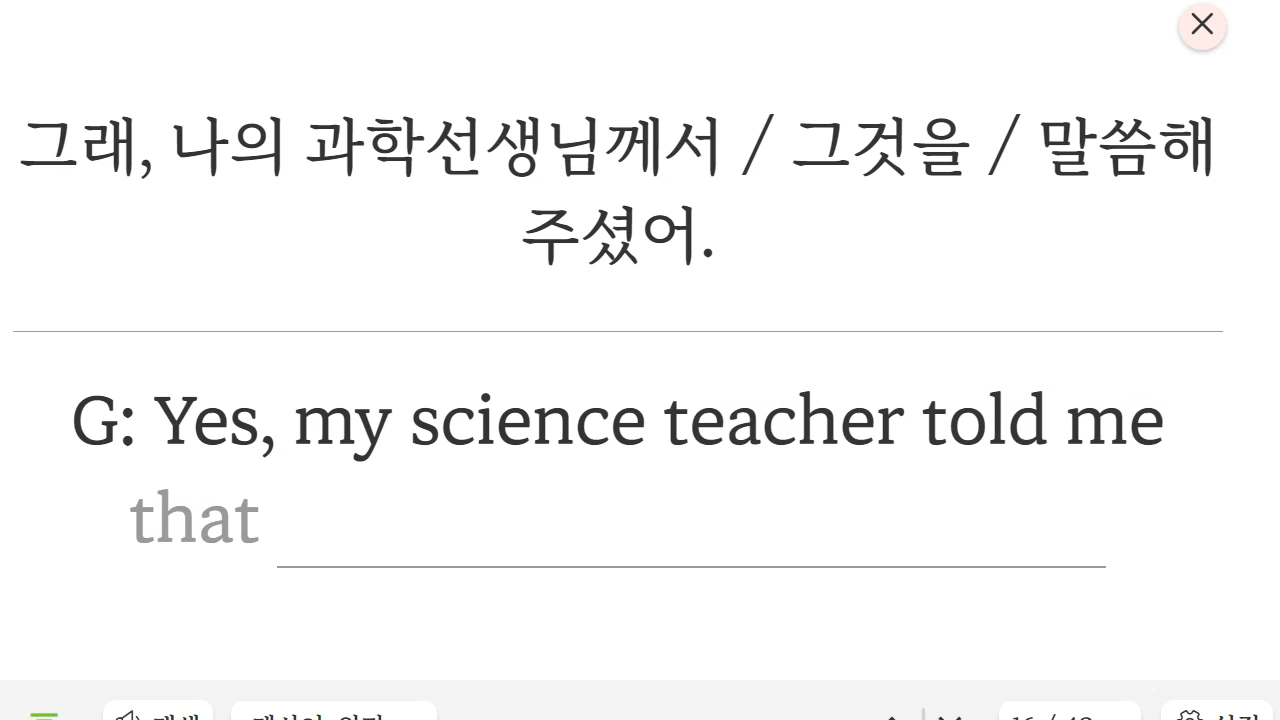 그래, 나의 과학선생님께서 / 그것을 / 말씀해
주셨어.
G: Yes, my science teacher told me
that